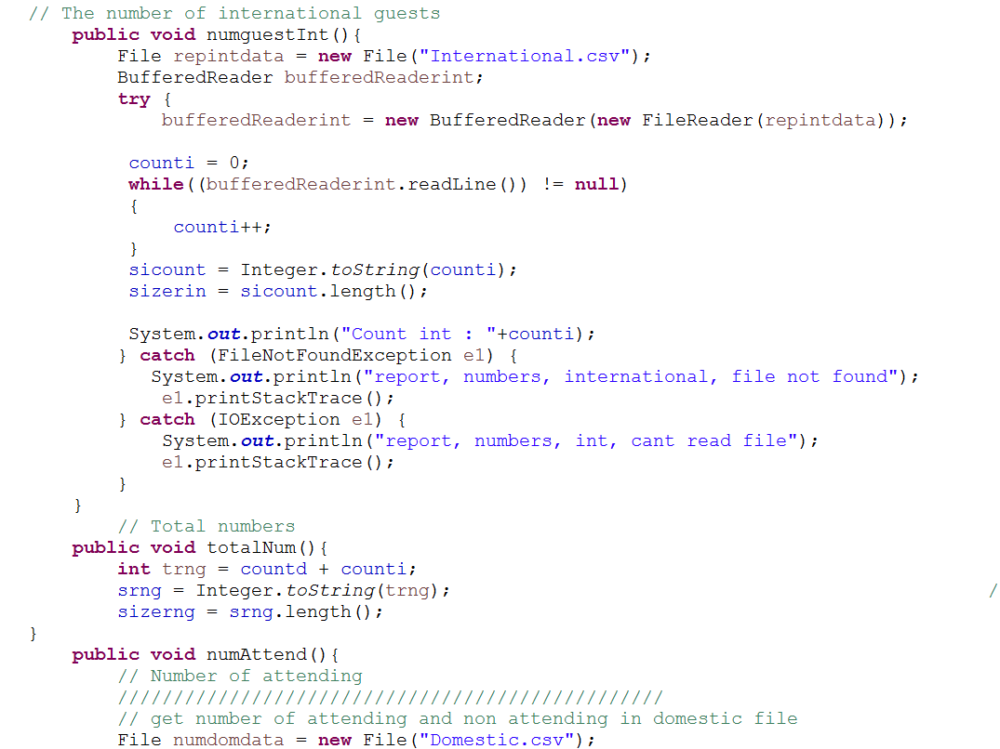 // The number of international guests
    public void numguestInt(){
        File repintdata = new File("International.csv");
        BufferedReader bufferedReaderint;
        try {
            bufferedReaderint = new BufferedReader(new FileReader(repintdata));

         counti = 0;
         while((bufferedReaderint.readLine()) != null)
         {
             counti++;
         }
         sicount = Integer.toString(counti);
         sizerin = sicount.length();

         System.out.println("Count int : "+counti);
        } catch (FileNotFoundException e1) {
           System.out.println("report, numbers, international, file not found");
            e1.printStackTrace();
        } catch (IOException e1) {
            System.out.println("report, numbers, int, cant read file");
            e1.printStackTrace();
        }
    }
        // Total numbers
    public void totalNum(){
        int trng = countd + counti;
        srng = Integer.toString(trng); /
        sizerng = srng.length();
}
    public void numAttend(){
        // Number of attending
        /////////////////////////////////////////////////
        // get number of attending and non attending in domestic file
        File numdomdata = new File("Domestic.csv");